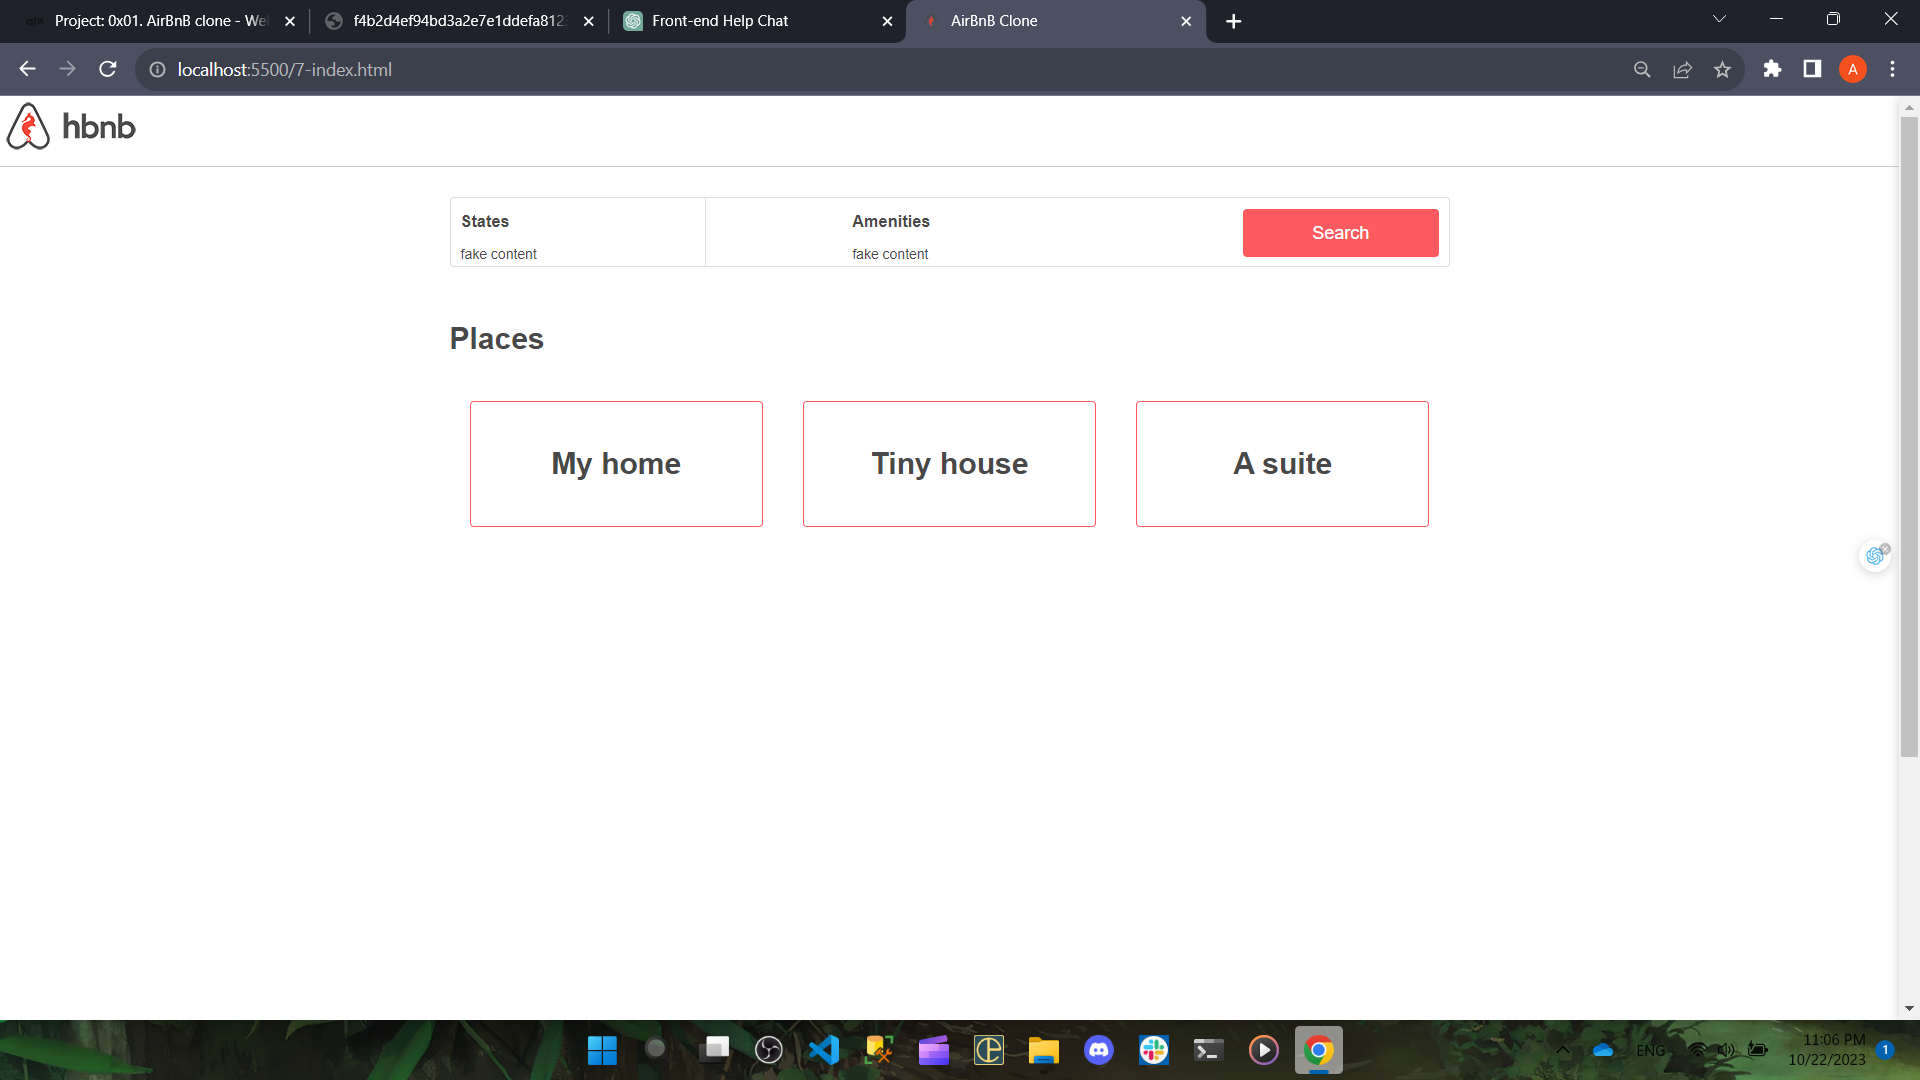 Project: 0x01. AirBnB clone - We
f4b2d4ef94bd3a2e7e1ddefa812
Front-end Help Chat
AirBnB Clone
localhost:5500/7-index.html
A
hbnb
States
Amenities
Search
fake content
fake content
Places
My home
Tiny house
A suite
ENG
11:06 PM
10/22/2023
1